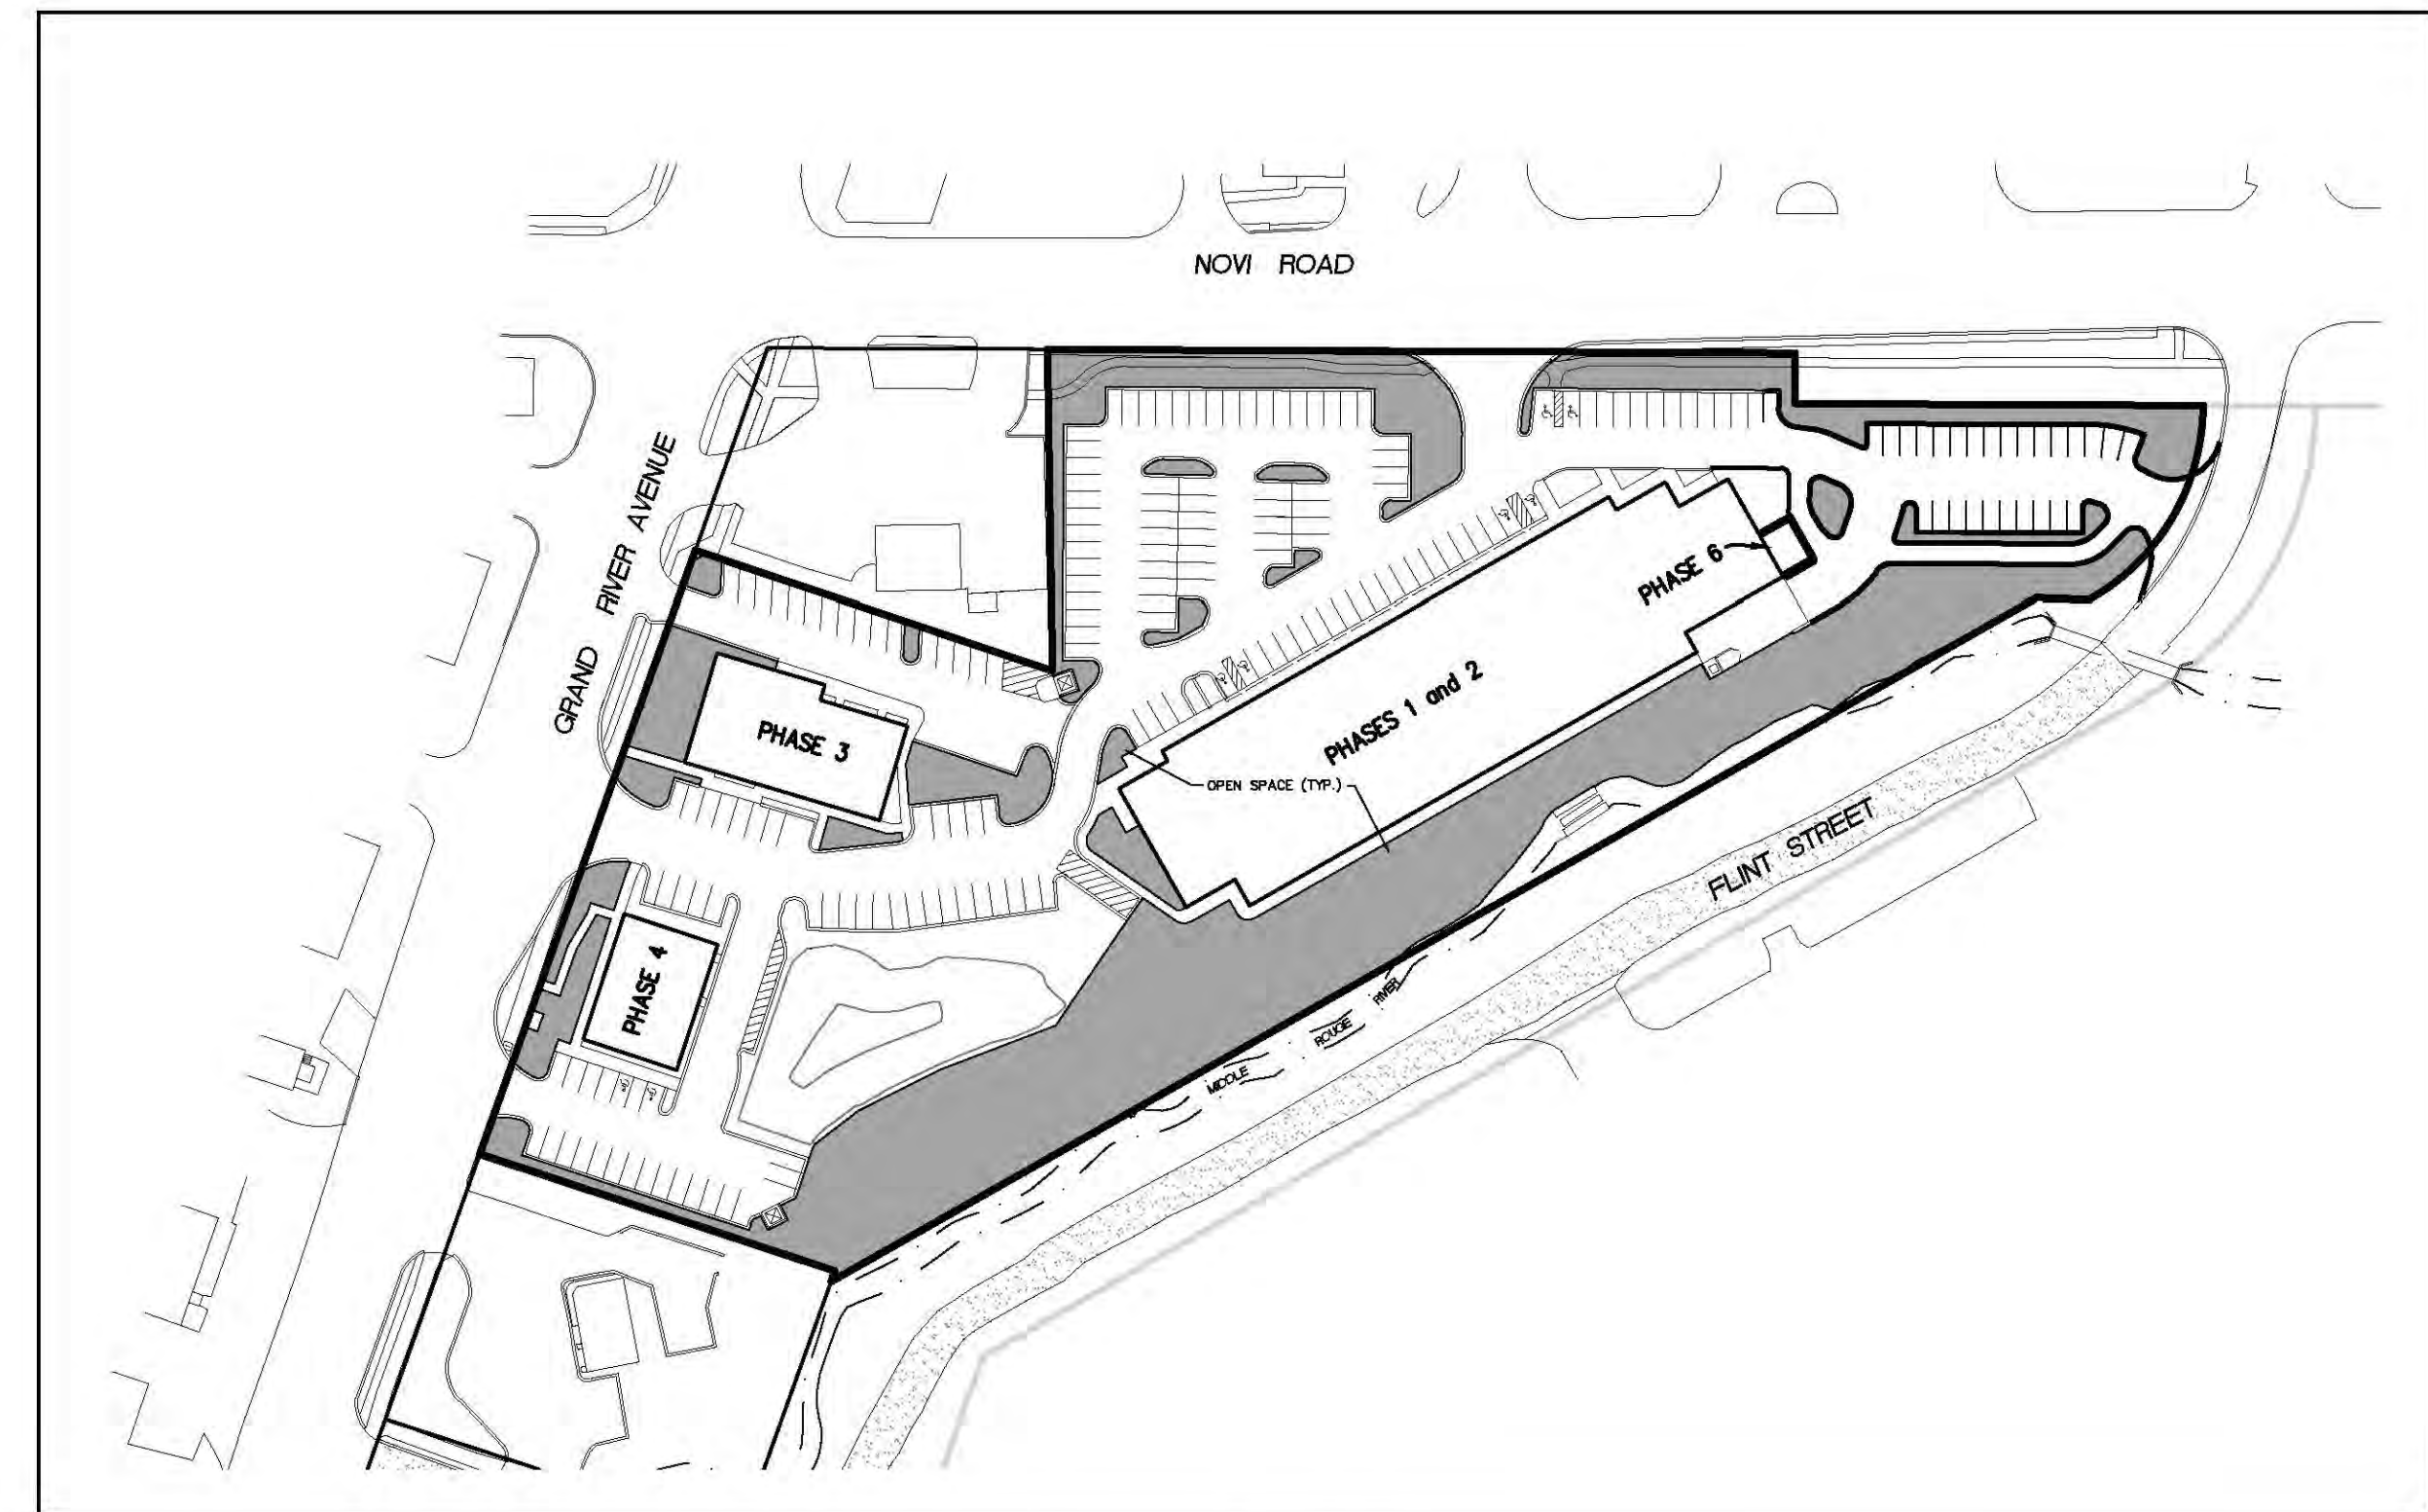 NOVI ROAD
GRAND RIVER AVENUE
PHASE 6
PHASES 1 and 2
PHASE 3
OPEN SPACE (TYP.)
FLINT STREET
PHASE 4
MIDDLE ROUGE RIVER